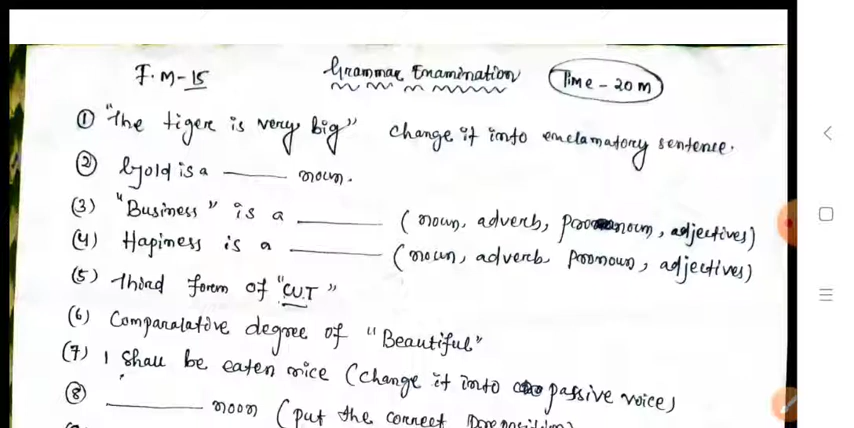 F.M-15 Grammar Examination Time - 20 M
① "The tiger is very big" change it into enclamatory sentence.
② Gold is a ______ noun.
(3) "Business" is a ______ (noun, adverb, pronoun, adjectives)
(4) Hapiness is a ______ (noun, adverb pronoun, adjectives)
(5) Third form of "CUT"
(6) Comparalative degree of "Beautiful"
(7) I shall be eaten rice (change it into passive voice)
⑧ ______ noon (put the correct